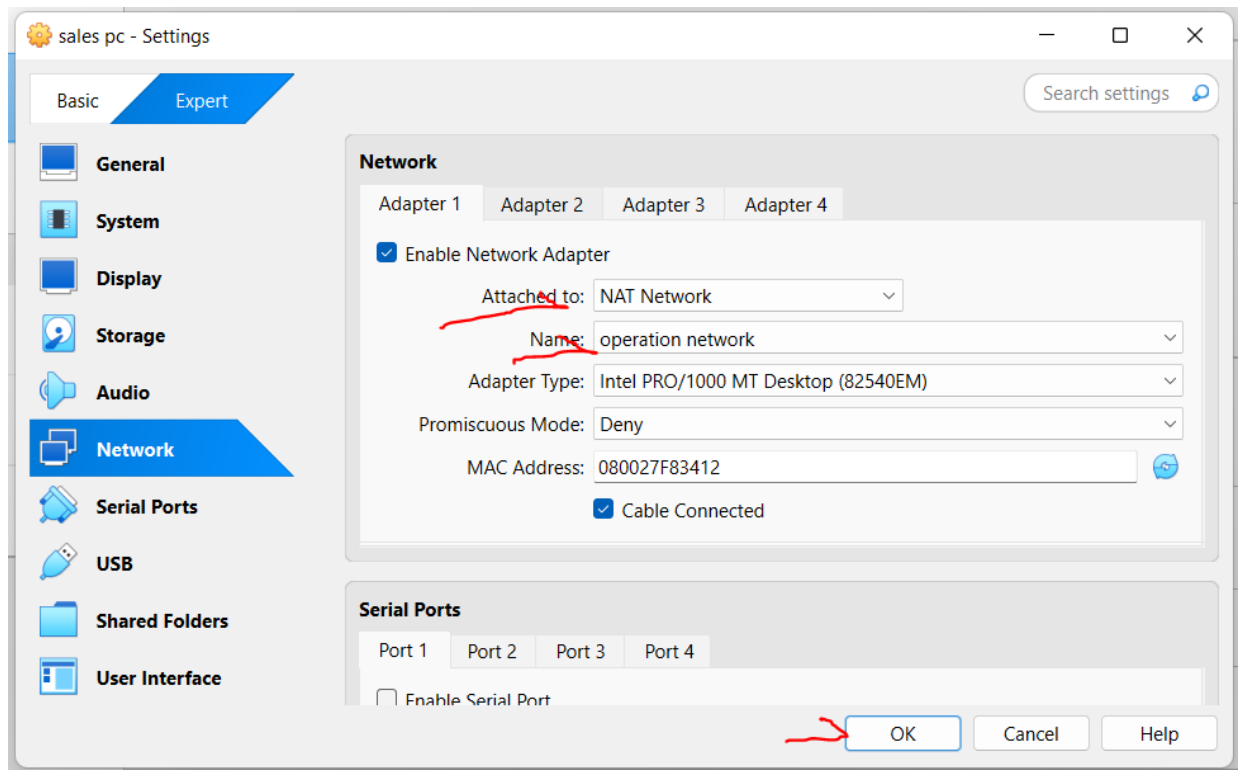 sales pc - Settings
Basic
Expert
Search settings
General
System
Display
Storage
Audio
Network
Serial Ports
USB
Shared Folders
User Interface
Network
Adapter 1
Adapter 2
Adapter 3
Adapter 4
Enable Network Adapter
Attached to: NAT Network
Name: operation network
Adapter Type: Intel PRO/1000 MT Desktop (82540EM)
Promiscuous Mode: Deny
MAC Address: 080027F83412
Cable Connected
Serial Ports
Port 1
Port 2
Port 3
Port 4
Enable Serial Port
OK
Cancel
Help